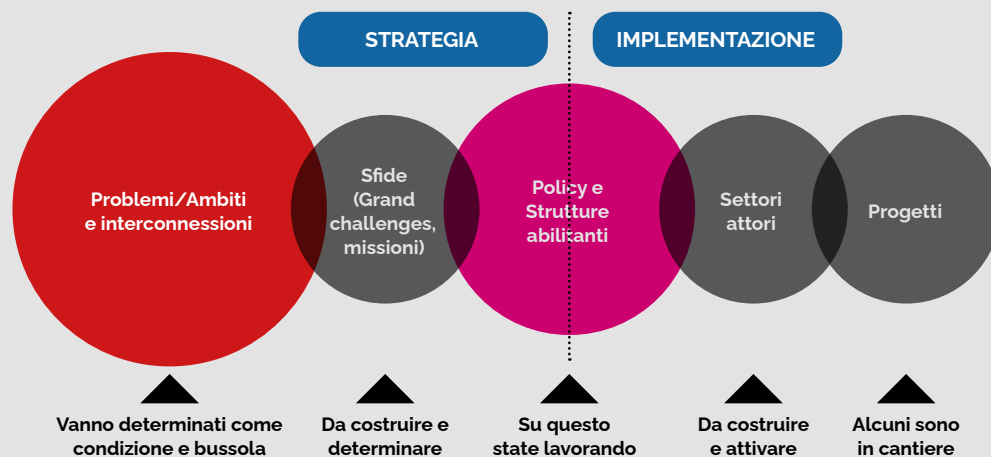 STRATEGIA
IMPLEMENTAZIONE
Problemi/Ambiti
e interconnessioni
Sfide
(Grand
challenges,
missioni)
Policy e
Strutture
abilitanti
Settori
attori
Progetti
Vanno determinati come
condizione e bussola
Da costruire e
determinare
Su questo
state lavorando
Da costruire
e attivare
Alcuni sono
in cantiere